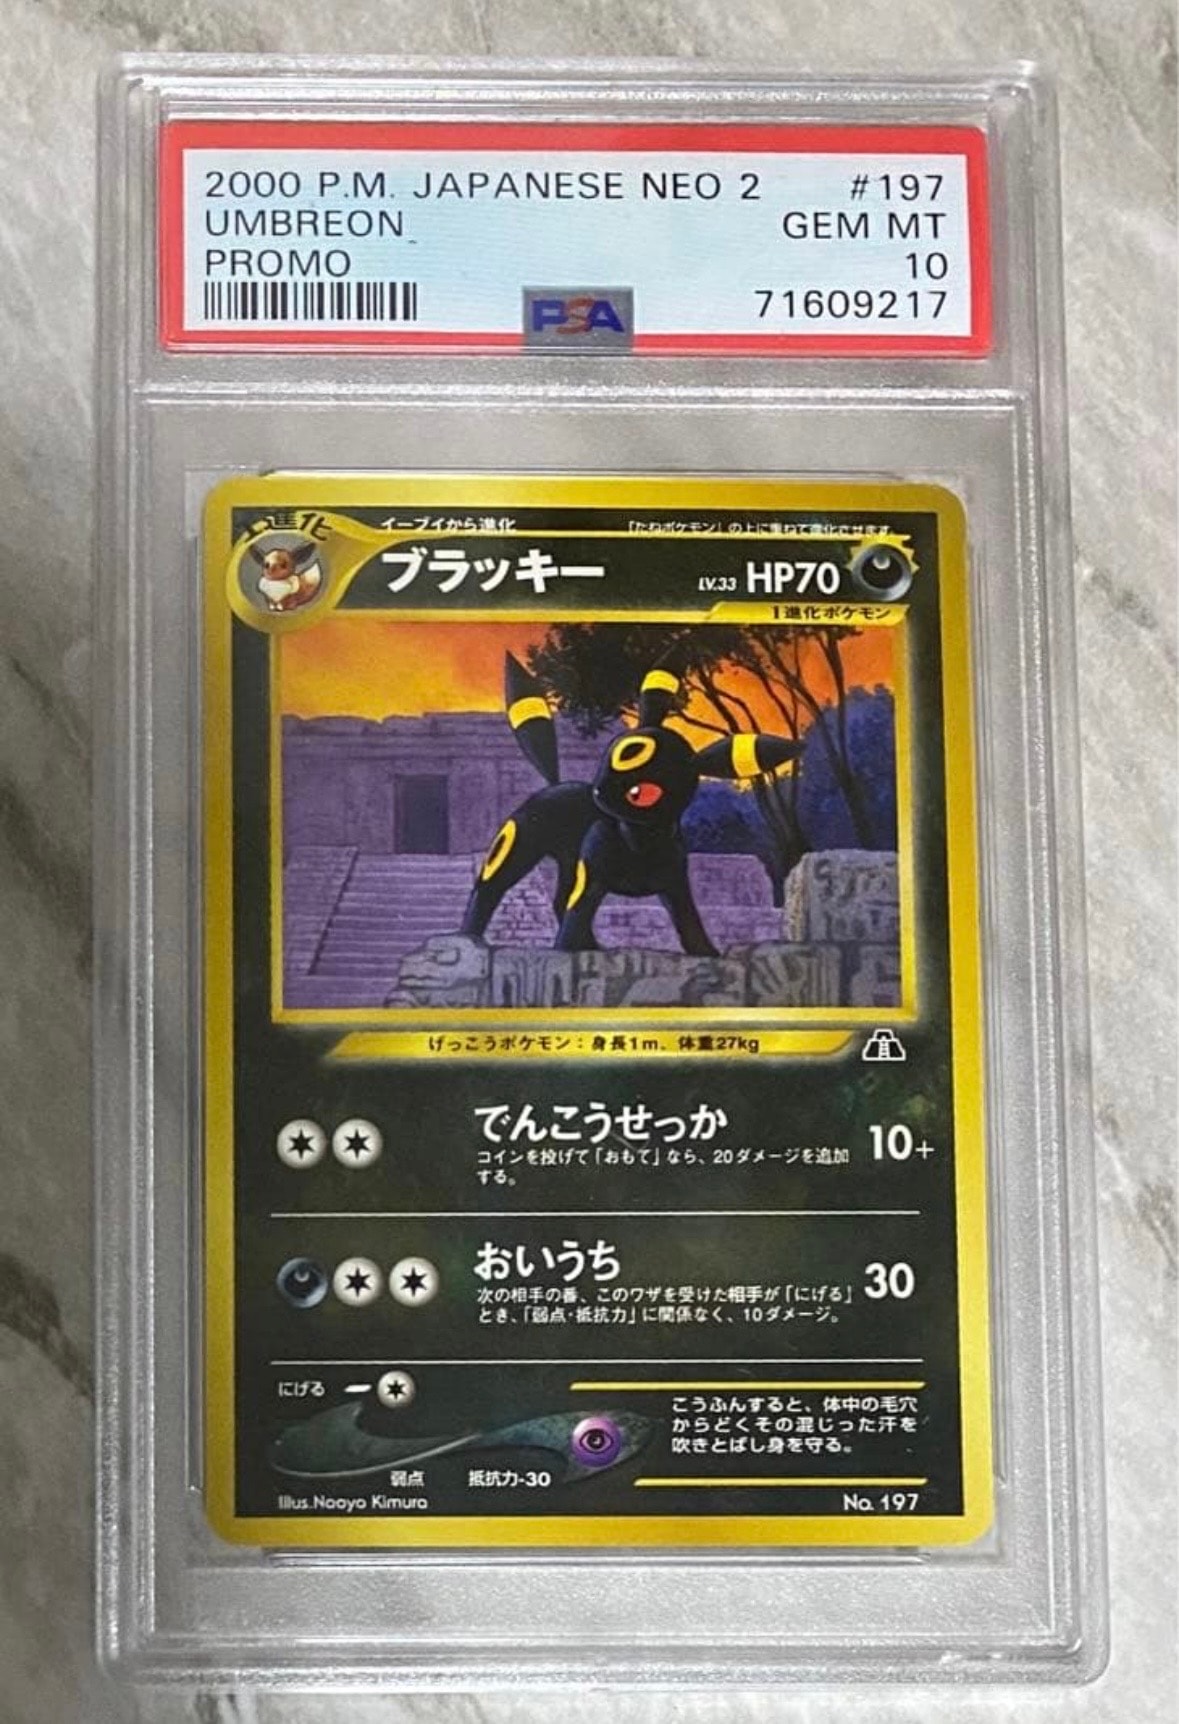 2000 P.M. JAPANESE NEO 2 #197
UMBREON GEM MT
PROMO 10
PSA 71609217
1進化 イーブイから進化 「たねポケモン」の上に重ねて進化させます
ブラッキー LV.33 HP70
1進化ポケモン
げっこうポケモン：身長1m、体重27kg
でんこうせっか 10+
コインを投げて「おもて」なら、20ダメージを追加
する。
おいうち 30
次の相手の番、このワザを受けた相手が「にげる」
とき、「弱点・抵抗力」に関係なく、10ダメージ。
にげる
こうふんすると、体中の毛穴
からどくその混じった汗を
吹きとばし身を守る。
弱点 抵抗力-30
Illus.Naoyo Kimura No. 197